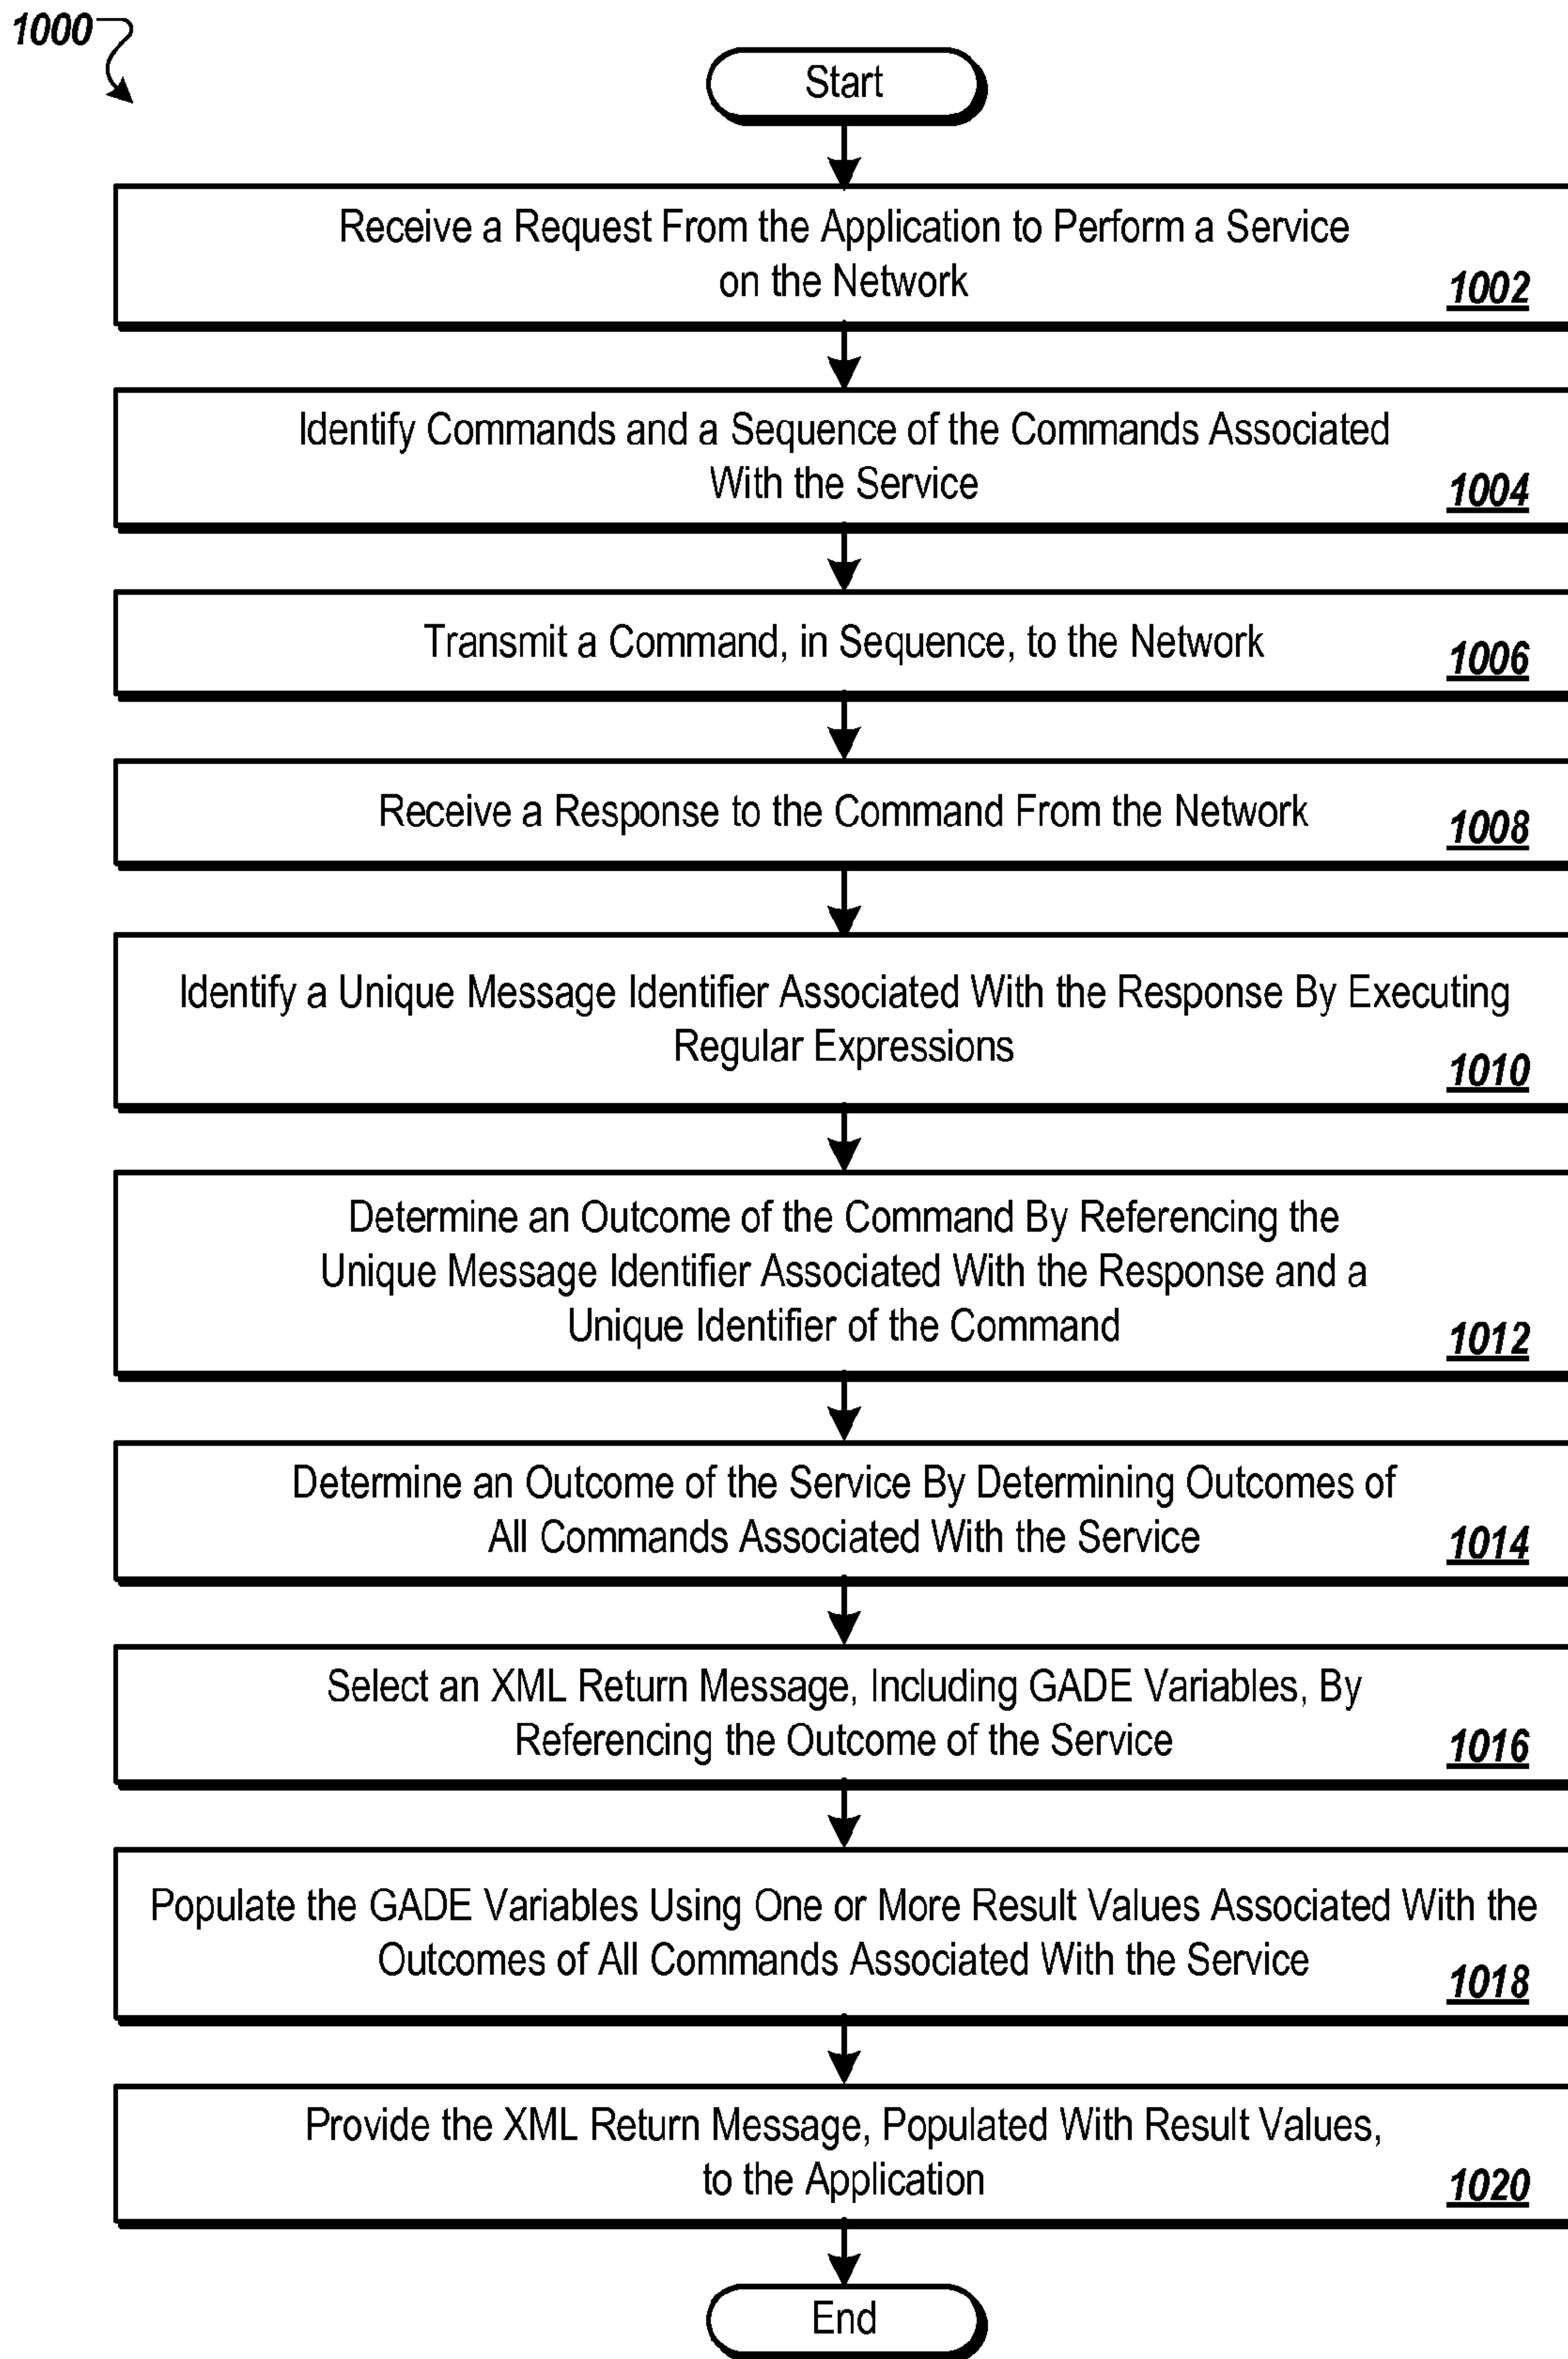 1000
Start
Receive a Request From the Application to Perform a Service
on the Network
1002
Identify Commands and a Sequence of the Commands Associated
With the Service
1004
Transmit a Command, in Sequence, to the Network
1006
Receive a Response to the Command From the Network
1008
Identify a Unique Message Identifier Associated With the Response By Executing
Regular Expressions
1010
Determine an Outcome of the Command By Referencing the
Unique Message Identifier Associated With the Response and a
Unique Identifier of the Command
1012
Determine an Outcome of the Service By Determining Outcomes of
All Commands Associated With the Service
1014
Select an XML Return Message, Including GADE Variables, By
Referencing the Outcome of the Service
1016
Populate the GADE Variables Using One or More Result Values Associated With the
Outcomes of All Commands Associated With the Service
1018
Provide the XML Return Message, Populated With Result Values,
to the Application
1020
End